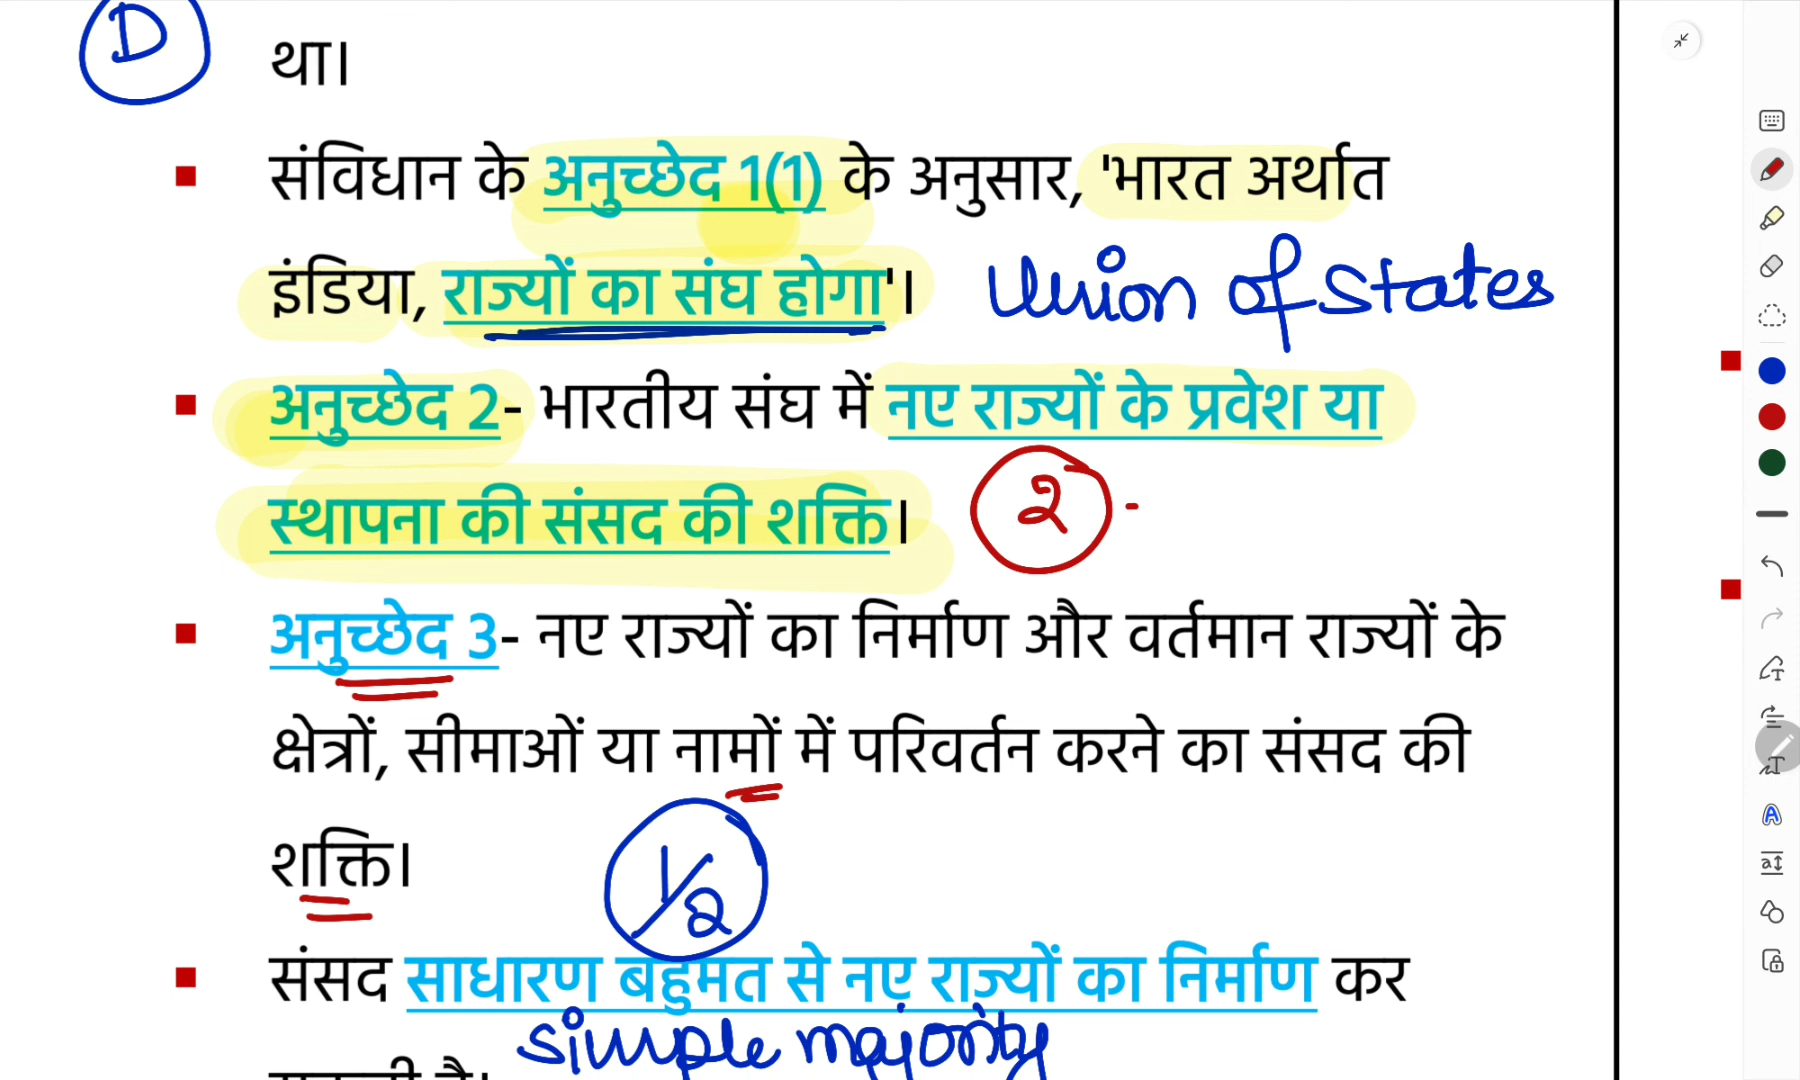 D
था।
संविधान के अनुच्छेद 1(1) के अनुसार, 'भारत अर्थात
इंडिया, राज्यों का संघ होगा'। Union of States
अनुच्छेद 2- भारतीय संघ में नए राज्यों के प्रवेश या
स्थापना की संसद की शक्ति। 2 -
अनुच्छेद 3- नए राज्यों का निर्माण और वर्तमान राज्यों के
क्षेत्रों, सीमाओं या नामों में परिवर्तन करने का संसद की
शक्ति। 1/2
संसद साधारण बहुमत से नए राज्यों का निर्माण कर
simple majority